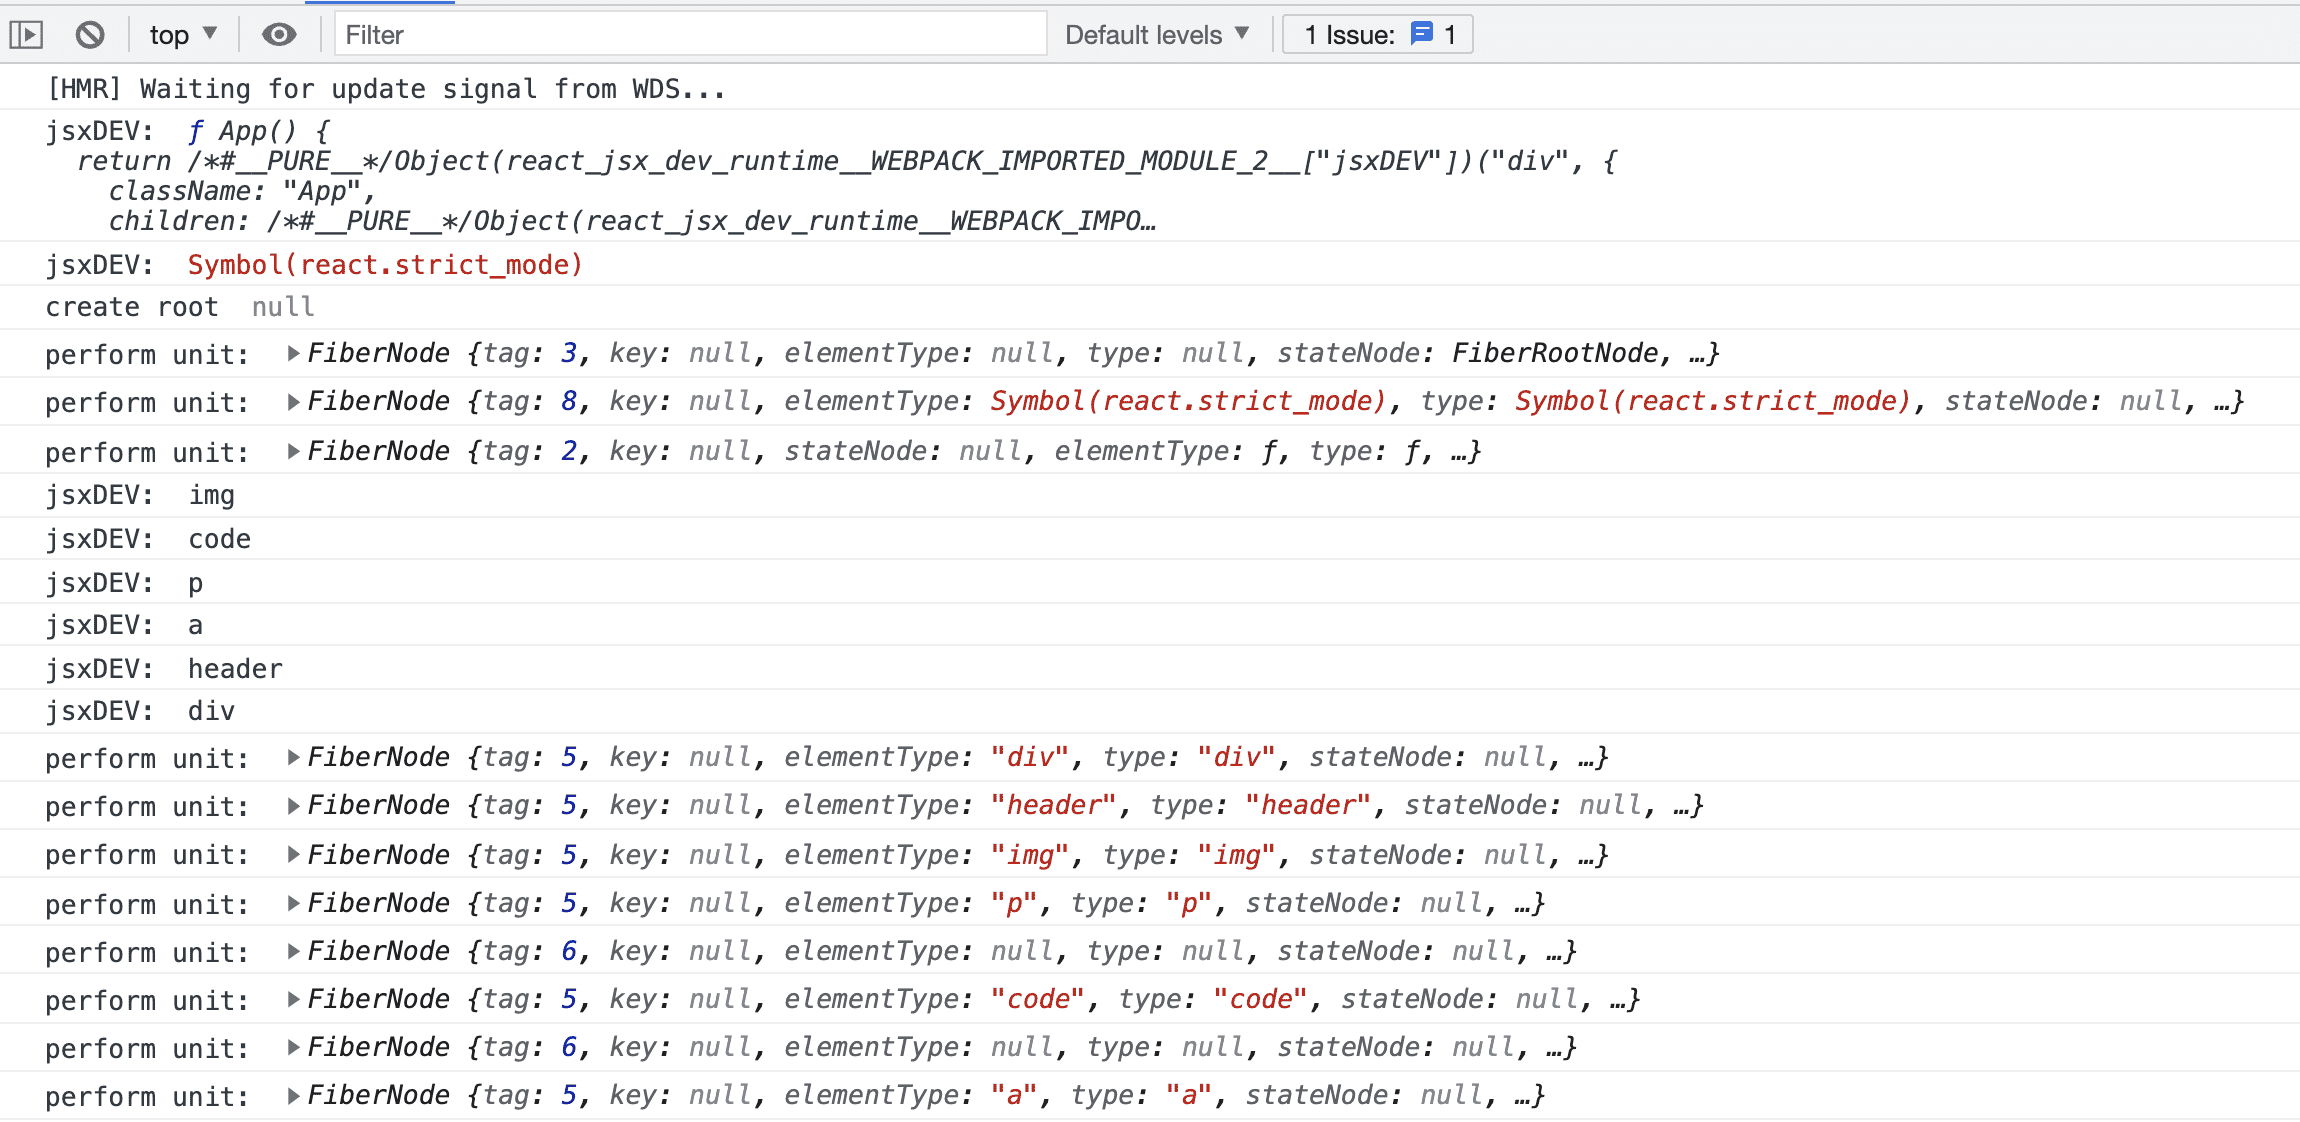 top ▼ Filter Default levels ▼ 1 Issue: 1
[HMR] Waiting for update signal from WDS...
jsxDEV: ƒ App() {
return /*#__PURE__*/Object(react_jsx_dev_runtime__WEBPACK_IMPORTED_MODULE_2__["jsxDEV"])("div", {
className: "App",
children: /*#__PURE__*/Object(react_jsx_dev_runtime__WEBPACK_IMPO…
jsxDEV: Symbol(react.strict_mode)
create root null
perform unit: ▶FiberNode {tag: 3, key: null, elementType: null, type: null, stateNode: FiberRootNode, …}
perform unit: ▶FiberNode {tag: 8, key: null, elementType: Symbol(react.strict_mode), type: Symbol(react.strict_mode), stateNode: null, …}
perform unit: ▶FiberNode {tag: 2, key: null, stateNode: null, elementType: ƒ, type: ƒ, …}
jsxDEV: img
jsxDEV: code
jsxDEV: p
jsxDEV: a
jsxDEV: header
jsxDEV: div
perform unit: ▶FiberNode {tag: 5, key: null, elementType: "div", type: "div", stateNode: null, …}
perform unit: ▶FiberNode {tag: 5, key: null, elementType: "header", type: "header", stateNode: null, …}
perform unit: ▶FiberNode {tag: 5, key: null, elementType: "img", type: "img", stateNode: null, …}
perform unit: ▶FiberNode {tag: 5, key: null, elementType: "p", type: "p", stateNode: null, …}
perform unit: ▶FiberNode {tag: 6, key: null, elementType: null, type: null, stateNode: null, …}
perform unit: ▶FiberNode {tag: 5, key: null, elementType: "code", type: "code", stateNode: null, …}
perform unit: ▶FiberNode {tag: 6, key: null, elementType: null, type: null, stateNode: null, …}
perform unit: ▶FiberNode {tag: 5, key: null, elementType: "a", type: "a", stateNode: null, …}